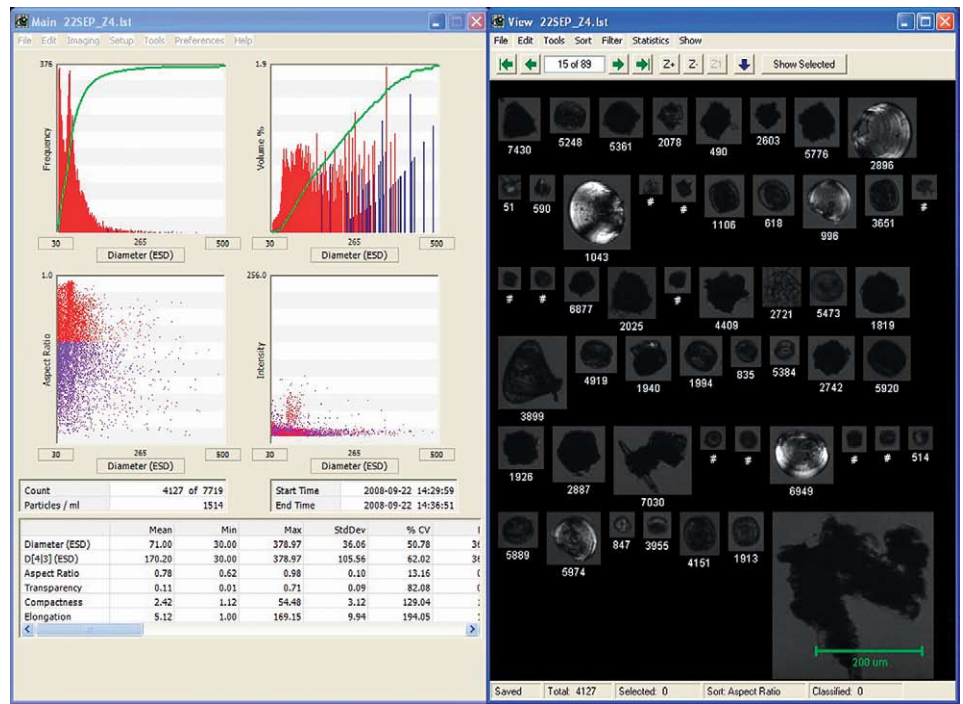 Main 22SEP_Z4.lst
File Edit Imaging Setup Tools Preferences Help
376
Frequency
30 265 500
Diameter (ESD)
1.9
Volume %
30 265 500
Diameter (ESD)
1.0
Aspect Ratio
30 500
Diameter (ESD)
256.0
Intensity
30 500
Diameter (ESD)
Count 4127 of 7719
Particles / ml 1514
Start Time 2008-09-22 14:29:59
End Time 2008-09-22 14:36:51
Mean Min Max StdDev % CV
Diameter (ESD) 71.00 30.00 378.97 36.06 50.78 36
D[4|3] (ESD) 170.20 30.00 378.97 105.56 62.02 36
Aspect Ratio 0.78 0.62 0.98 0.10 13.16
Transparency 0.11 0.01 0.71 0.09 82.08
Compactness 2.42 1.12 54.48 3.12 129.04
Elongation 5.12 1.00 169.15 9.94 194.05
View 22SEP_Z4.lst
File Edit Tools Sort Filter Statistics Show
15 of 89 Z+ Z- Z1 Show Selected
7430 5248 5361 2078 490 2603 5776 2896
51 590 1043 # # 1106 618 996 3651 #
# # 6877 2025 # 4409 2721 5473 1819
3899 4919 1940 1994 835 5384 2742 5920
1926 2887 7030 # # 6949 # # 514
5889 5974 847 3955 4151 1913
200 um
Saved Total: 4127 Selected: 0 Sort: Aspect Ratio Classified: 0